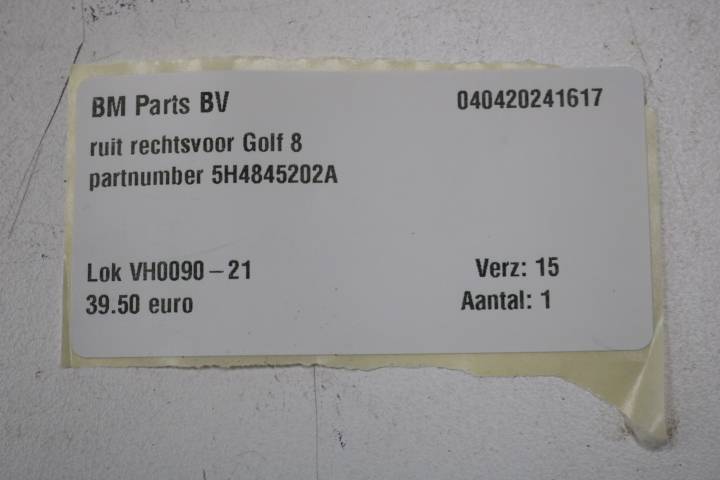 BM Parts BV 040420241617
ruit rechtsvoor Golf 8
partnumber 5H4845202A
Lok VH0090-21 Verz: 15
39.50 euro Aantal: 1